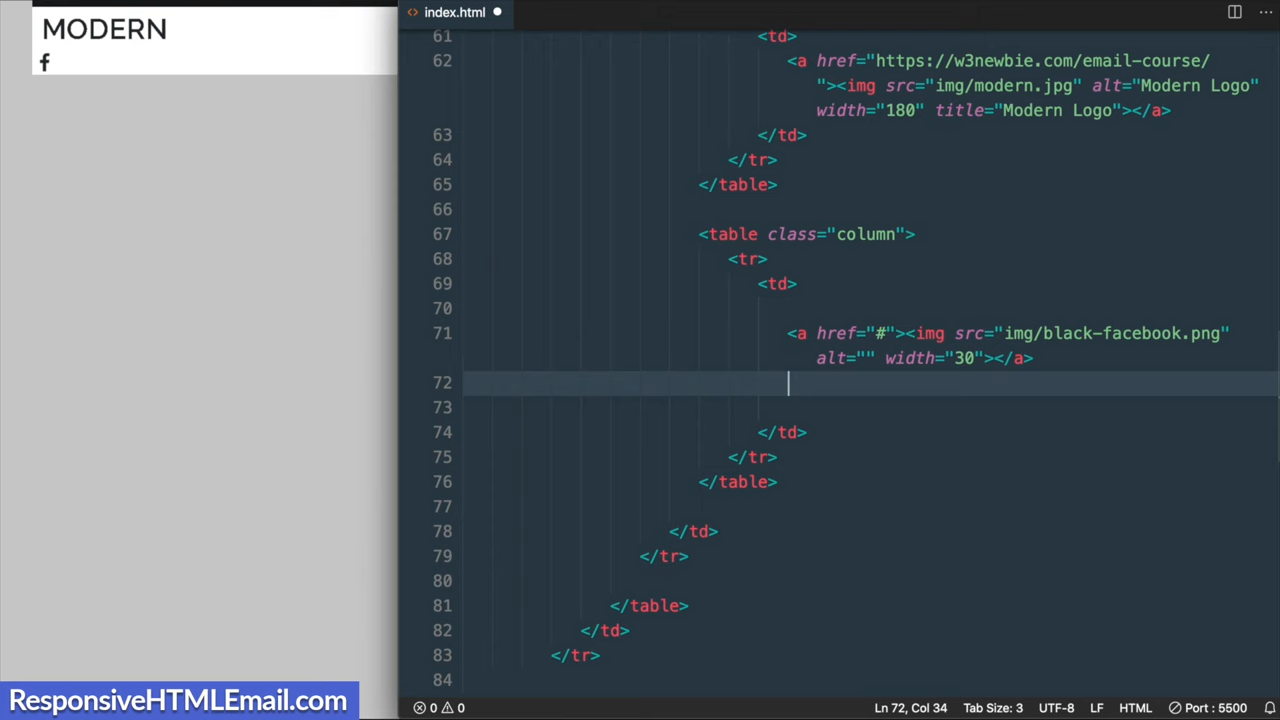 MODERN
f
ResponsiveHTMLEmail.com
<> index.html
61 <td>
62 <a href="https://w3newbie.com/email-course/
"><img src="img/modern.jpg" alt="Modern Logo"
width="180" title="Modern Logo"></a>
63 </td>
64 </tr>
65 </table>
66
67 <table class="column">
68 <tr>
69 <td>
70
71 <a href="#"><img src="img/black-facebook.png"
alt="" width="30"></a>
72
73
74 </td>
75 </tr>
76 </table>
77
78 </td>
79 </tr>
80
81 </table>
82 </td>
83 </tr>
84
0 0 Ln 72, Col 34 Tab Size: 3 UTF-8 LF HTML Port : 5500